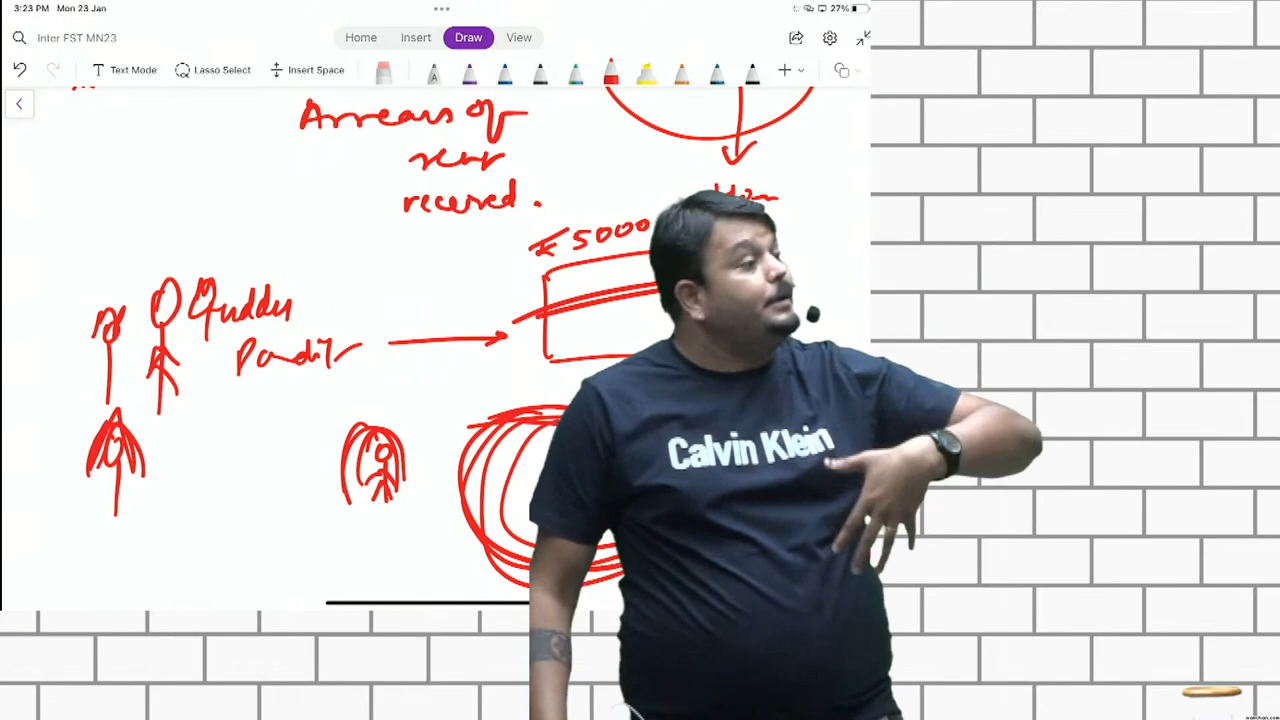 3:23 PM Mon 23 Jan
27%
Inter FST MN23
Home Insert Draw View
Text Mode Lasso Select Insert Space
Arrears of
rent
received.
₹5000
Guddu
Pandit
Calvin Klein